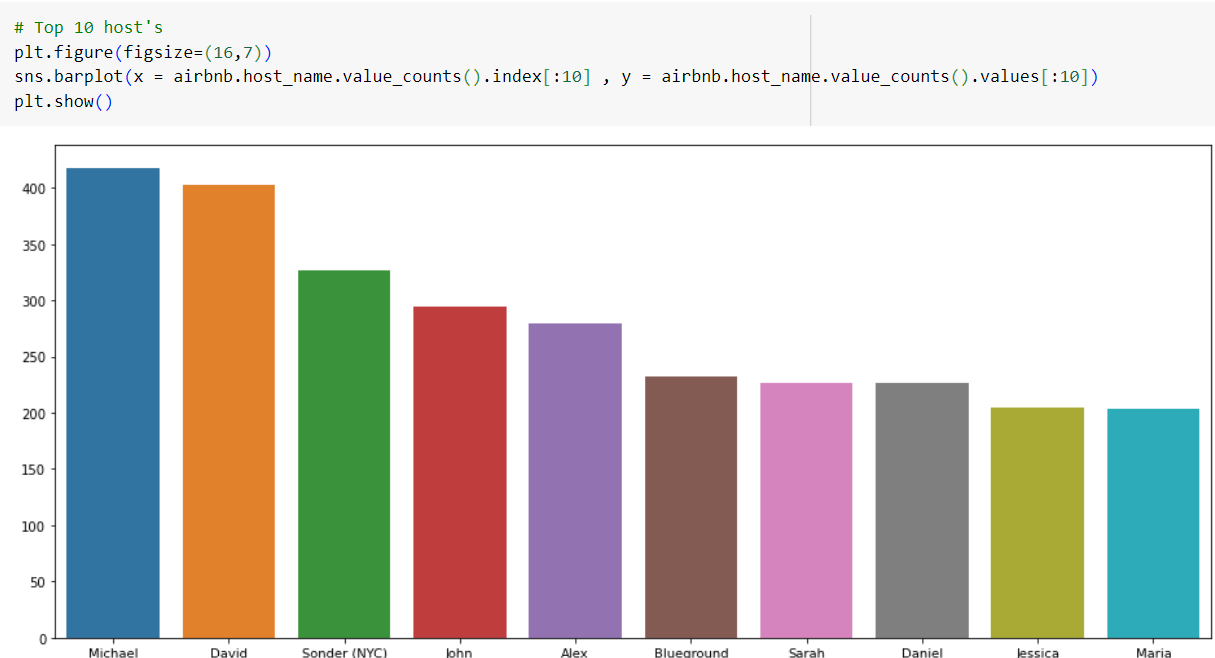 # Top 10 host's
plt.figure(figsize=(16,7))
sns.barplot(x = airbnb.host_name.value_counts().index[:10] , y = airbnb.host_name.value_counts().values[:10])
plt.show()
400
350
300
250
200
150
100
50
0
Michael David Sonder (NYC) John Alex Blueground Sarah Daniel Jessica Maria